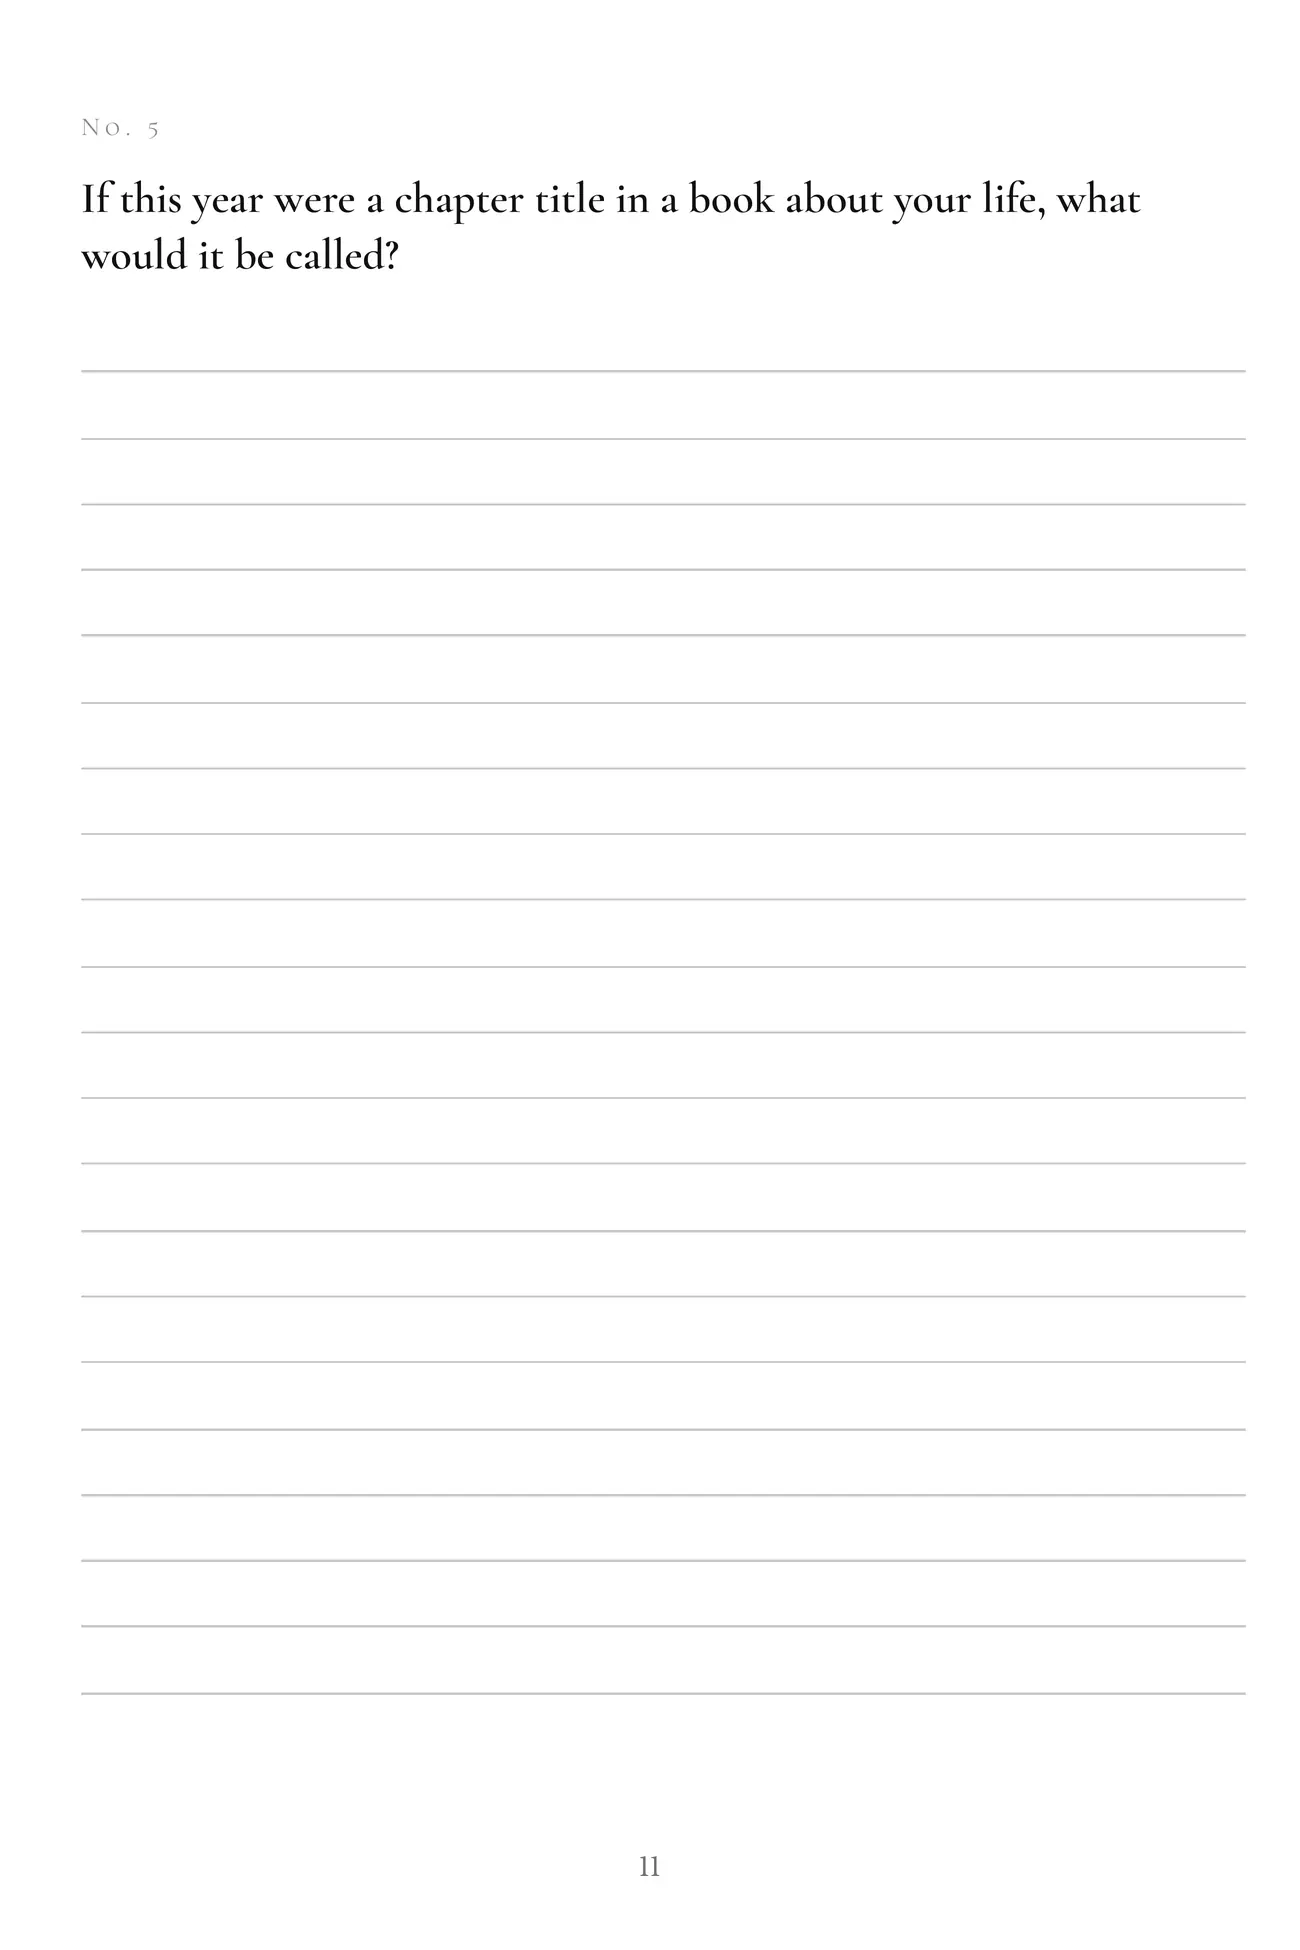 No. 5
If this year were a chapter title in a book about your life, what
would it be called?
11